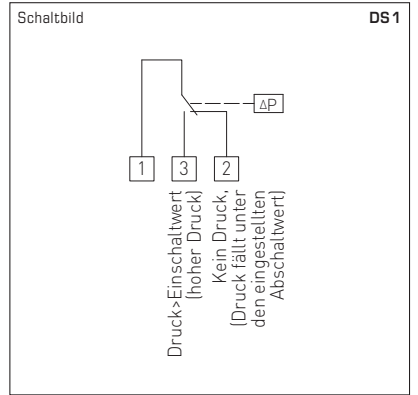 Schaltbild
DS1
ΔP
1
3
2
Druck>Einschaltwert
(hoher Druck)
Kein Druck,
(Druck fällt unter
den eingestellten
Abschaltwert)